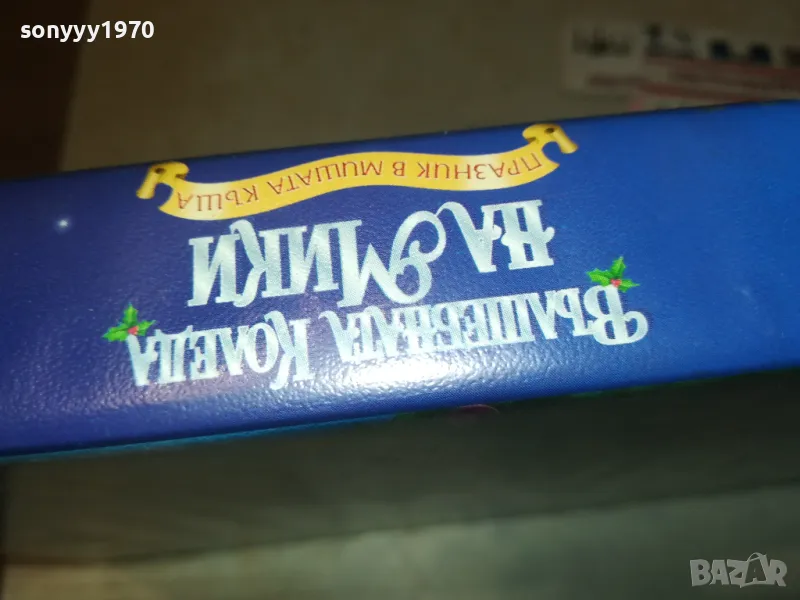 sonyyy1970
Вълшебната Коледа
на Мики
ПРАЗНИК В МИШАТА КЪЩА
BAZAR